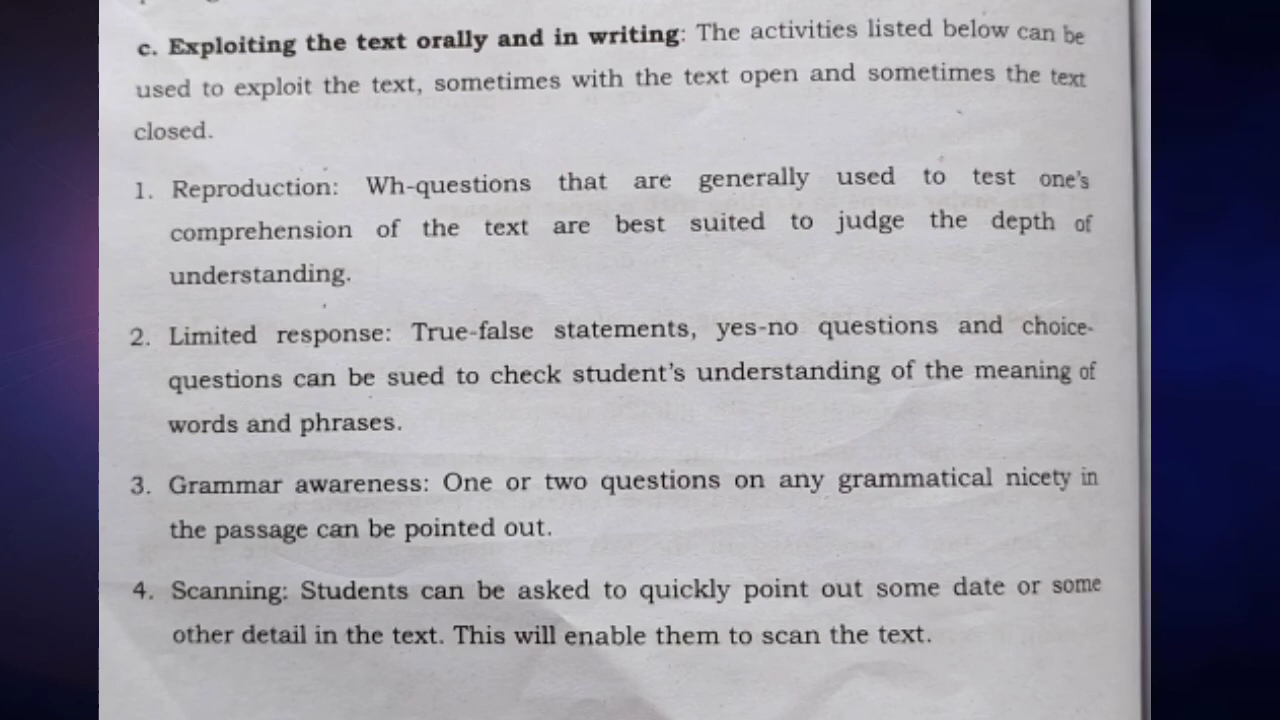 c. Exploiting the text orally and in writing: The activities listed below can be
used to exploit the text, sometimes with the text open and sometimes the text
closed.
1. Reproduction: Wh-questions that are generally used to test one's
comprehension of the text are best suited to judge the depth of
understanding.
2. Limited response: True-false statements, yes-no questions and choice-
questions can be sued to check student's understanding of the meaning of
words and phrases.
3. Grammar awareness: One or two questions on any grammatical nicety in
the passage can be pointed out.
4. Scanning: Students can be asked to quickly point out some date or some
other detail in the text. This will enable them to scan the text.